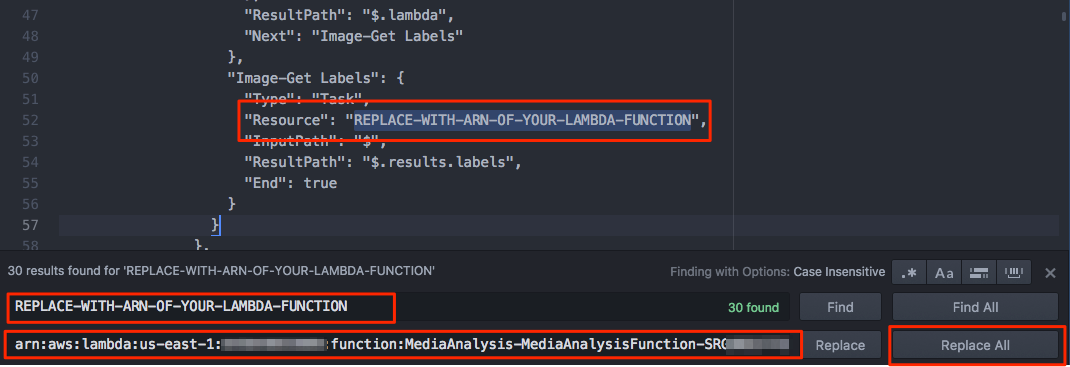 47 "ResultPath": "$.lambda",
48 "Next": "Image-Get Labels"
49 },
50 "Image-Get Labels": {
51 "Type": "Task",
52 "Resource": "REPLACE-WITH-ARN-OF-YOUR-LAMBDA-FUNCTION",
53 "InputPath": "$",
54 "ResultPath": "$.results.labels",
55 "End": true
56 }
57 }
58 },
30 results found for 'REPLACE-WITH-ARN-OF-YOUR-LAMBDA-FUNCTION' Finding with Options: Case Insensitive .* Aa
REPLACE-WITH-ARN-OF-YOUR-LAMBDA-FUNCTION 30 found Find Find All
arn:aws:lambda:us-east-1: :function:MediaAnalysis-MediaAnalysisFunction-SRG Replace Replace All